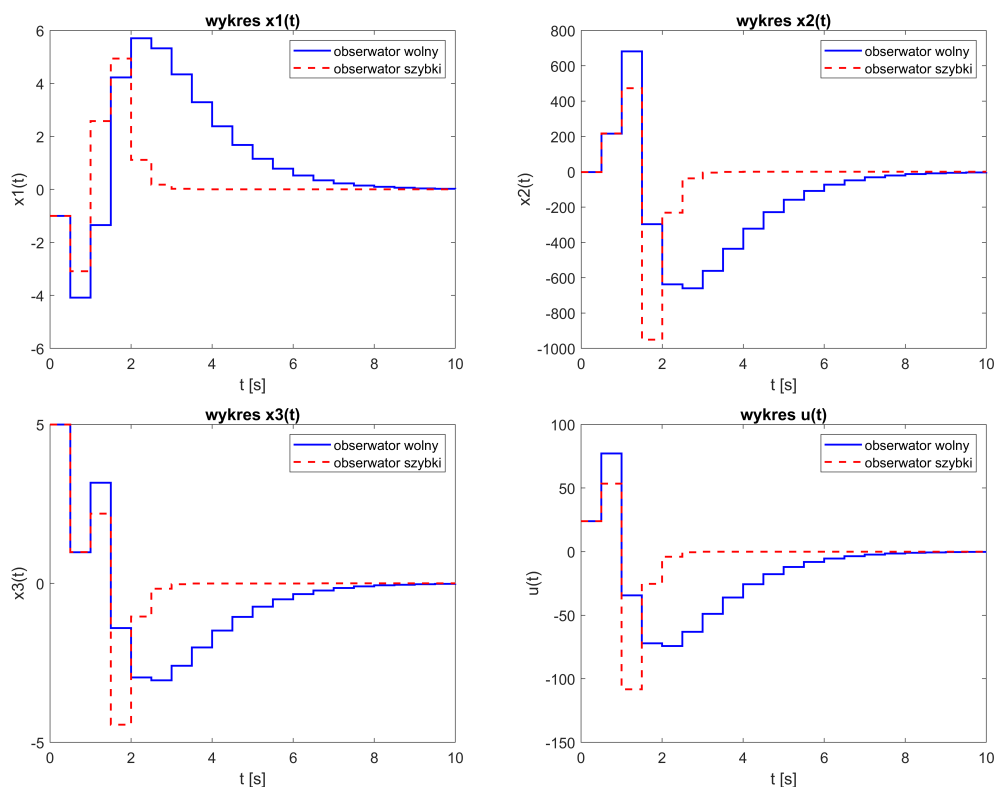 wykres x1(t)
obserwator wolny
obserwator szybki
x1(t)
6
4
2
0
-2
-4
-6
0 2 4 6 8 10
t [s]
wykres x2(t)
obserwator wolny
obserwator szybki
x2(t)
800
600
400
200
0
-200
-400
-600
-800
-1000
0 2 4 6 8 10
t [s]
wykres x3(t)
obserwator wolny
obserwator szybki
x3(t)
5
0
-5
0 2 4 6 8 10
t [s]
wykres u(t)
obserwator wolny
obserwator szybki
u(t)
100
50
0
-50
-100
-150
0 2 4 6 8 10
t [s]